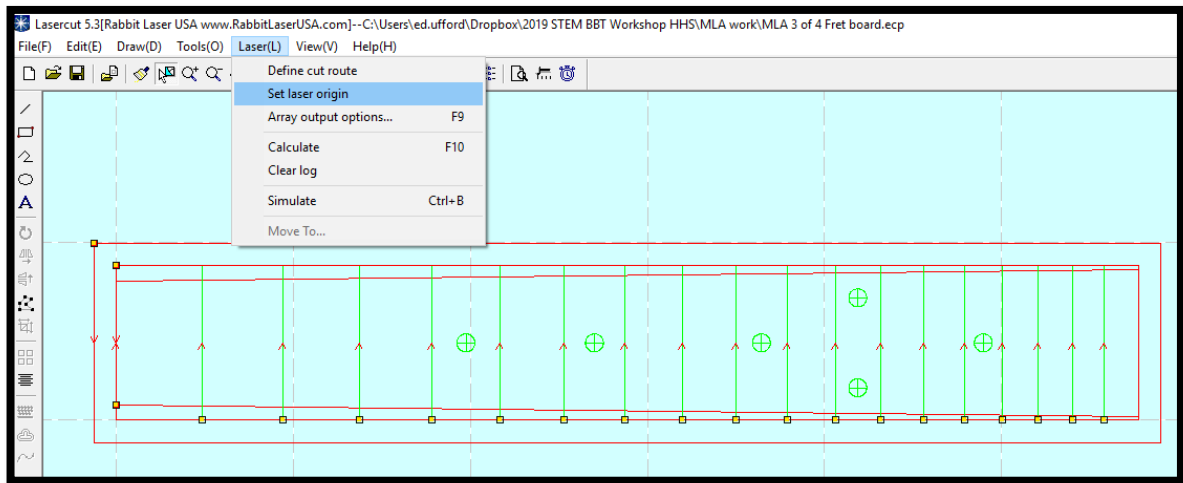 Lasercut 5.3[Rabbit Laser USA www.RabbitLaserUSA.com]--C:\Users\ed.ufford\Dropbox\2019 STEM BBT Workshop HHS\MLA work\MLA 3 of 4 Fret board.ecp
File(F) Edit(E) Draw(D) Tools(O) Laser(L) View(V) Help(H)
Define cut route
Set laser origin
Array output options... F9
Calculate F10
Clear log
Simulate Ctrl+B
Move To...
A